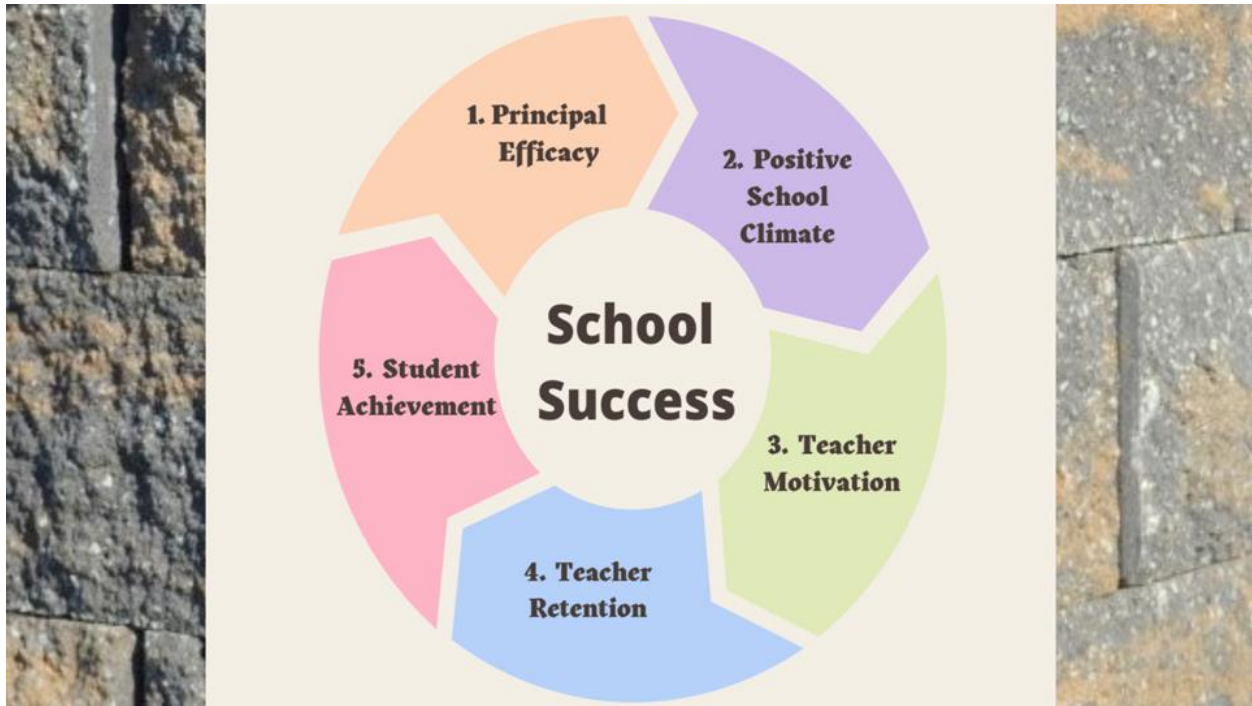 1. Principal
Efficacy
2. Positive
School
Climate
3. Teacher
Motivation
4. Teacher
Retention
5. Student
Achievement
School
Success